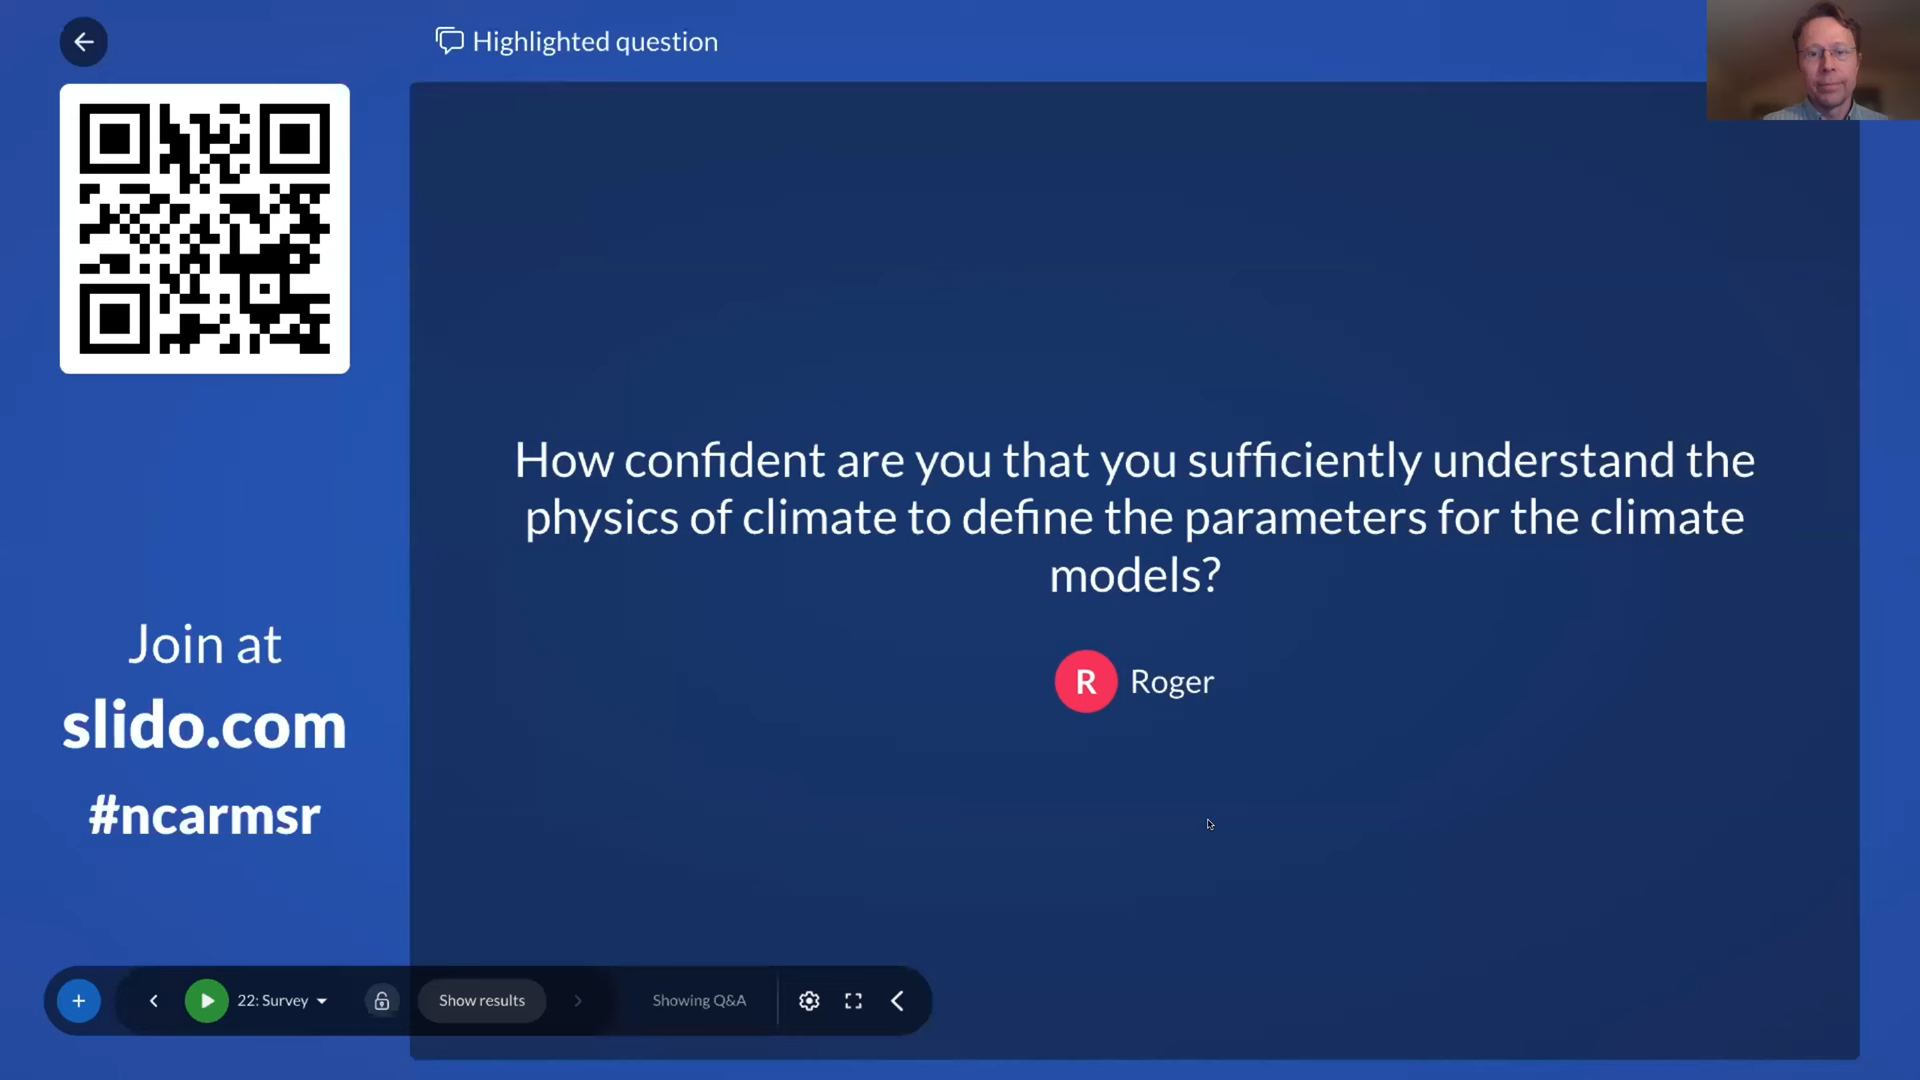 Highlighted question
How confident are you that you sufficiently understand the
physics of climate to define the parameters for the climate
models?
R Roger
Join at
slido.com
#ncarmsr
22: Survey
Show results
Showing Q&A